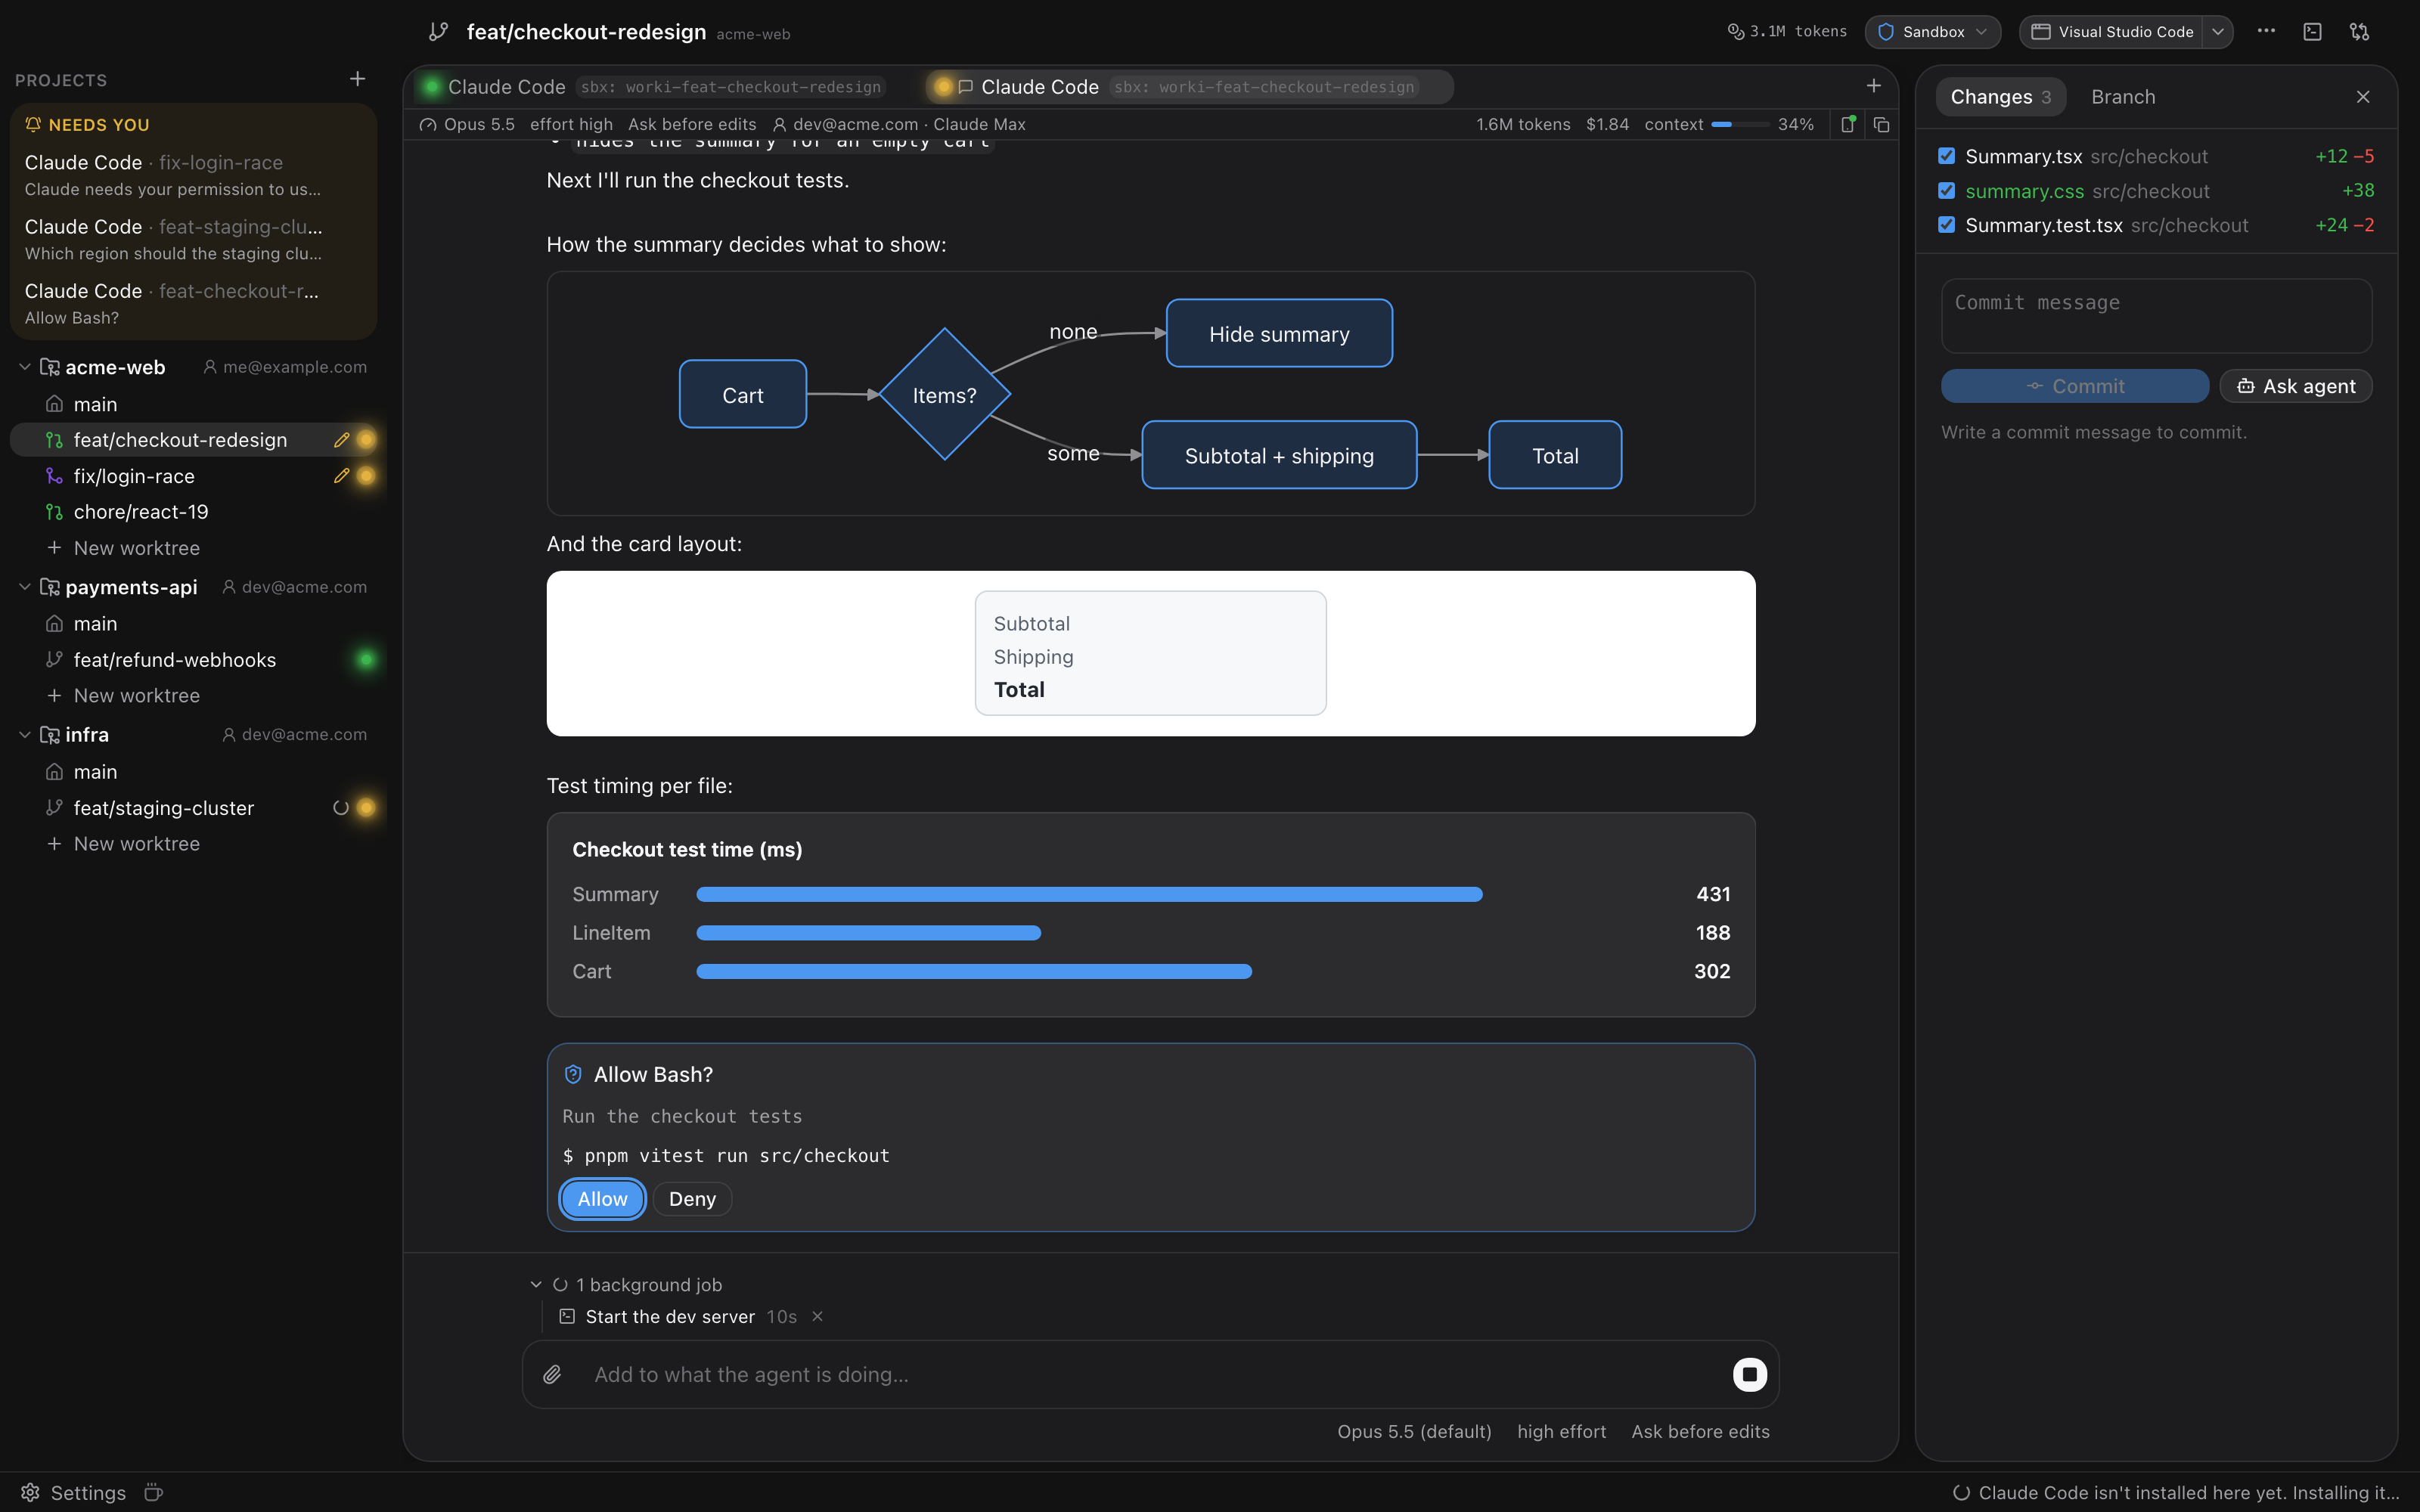 feat/checkout-redesign acme-web
3.1M tokens
Sandbox
Visual Studio Code
PROJECTS
NEEDS YOU
Claude Code · fix-login-race
Claude needs your permission to us...
Claude Code · feat-staging-clu...
Which region should the staging clu...
Claude Code · feat-checkout-r...
Allow Bash?
acme-web me@example.com
main
feat/checkout-redesign
fix/login-race
chore/react-19
New worktree
payments-api dev@acme.com
main
feat/refund-webhooks
New worktree
infra dev@acme.com
main
feat/staging-cluster
New worktree
Settings
Claude Code sbx: worki-feat-checkout-redesign
Claude Code sbx: worki-feat-checkout-redesign
Opus 5.5 effort high Ask before edits dev@acme.com · Claude Max
1.6M tokens $1.84 context 34%
• hides the summary for an empty cart
Next I'll run the checkout tests.
How the summary decides what to show:
Cart
Items?
none
Hide summary
some
Subtotal + shipping
Total
And the card layout:
Subtotal
Shipping
Total
Test timing per file:
Checkout test time (ms)
Summary 431
LineItem 188
Cart 302
Allow Bash?
Run the checkout tests
$ pnpm vitest run src/checkout
Allow Deny
1 background job
Start the dev server 10s
Add to what the agent is doing...
Opus 5.5 (default) high effort Ask before edits
Changes 3 Branch
Summary.tsx src/checkout +12 −5
summary.css src/checkout +38
Summary.test.tsx src/checkout +24 −2
Commit message
Commit Ask agent
Write a commit message to commit.
Claude Code isn't installed here yet. Installing it...